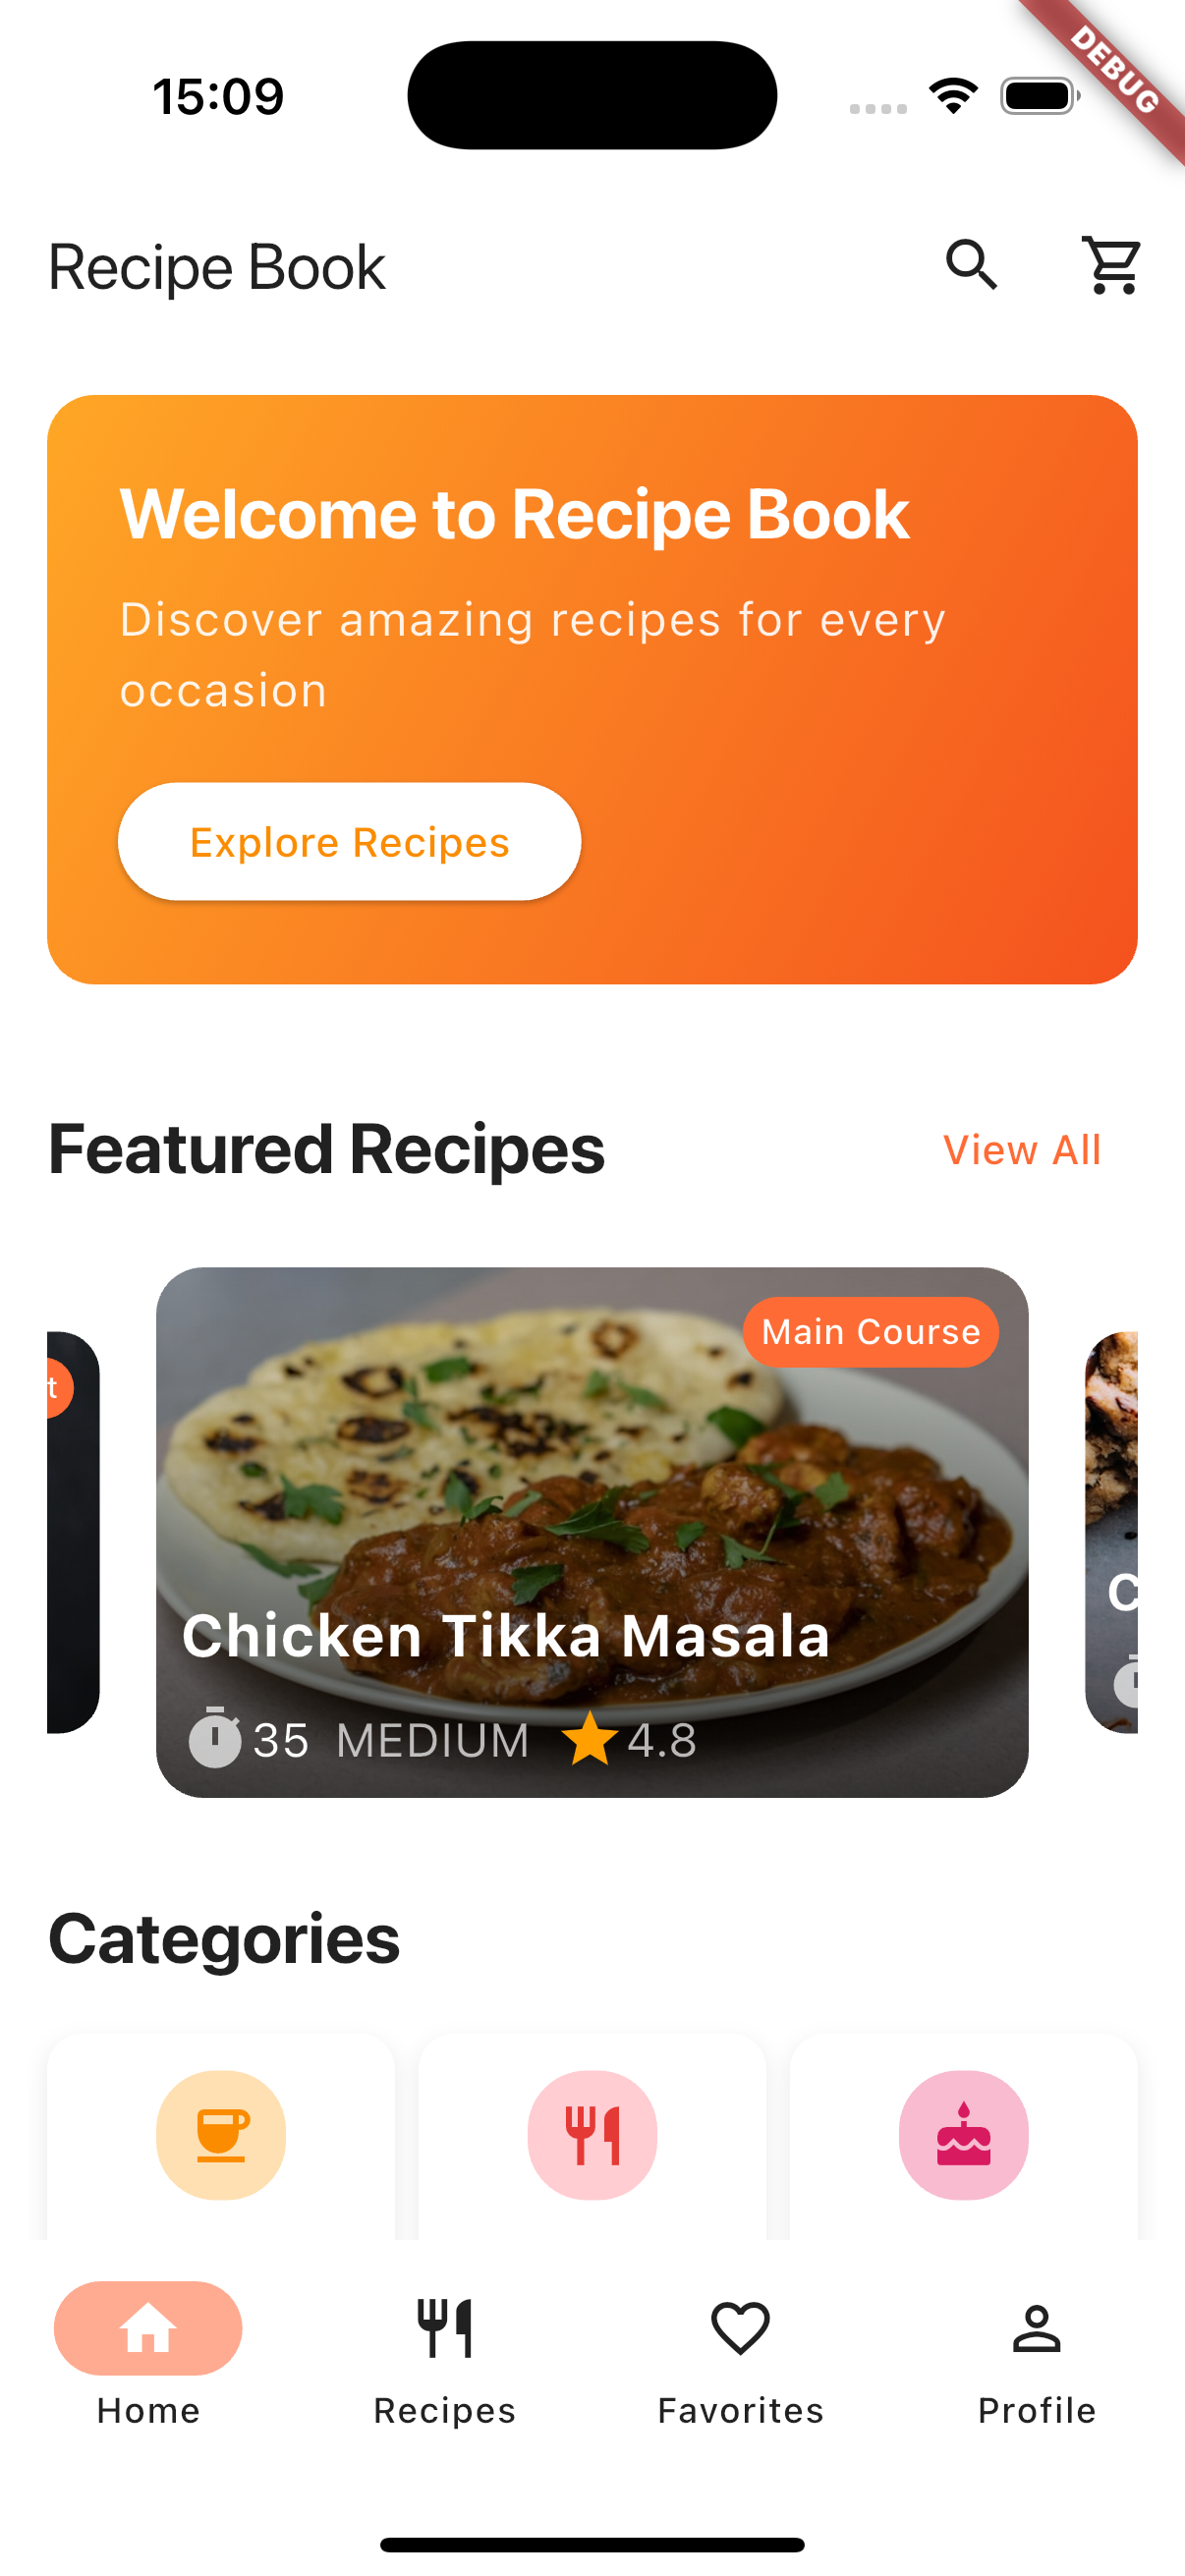 15:09
DEBUG
Recipe Book
Welcome to Recipe Book
Discover amazing recipes for every
occasion
Explore Recipes
Featured Recipes
View All
t
Main Course
Chicken Tikka Masala
35 MEDIUM 4.8
C
Categories
Home
Recipes
Favorites
Profile